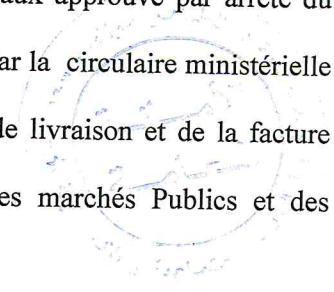 aux approuvé par arrêté du
ar la circulaire ministérielle
de livraison et de la facture
es marchés Publics et des